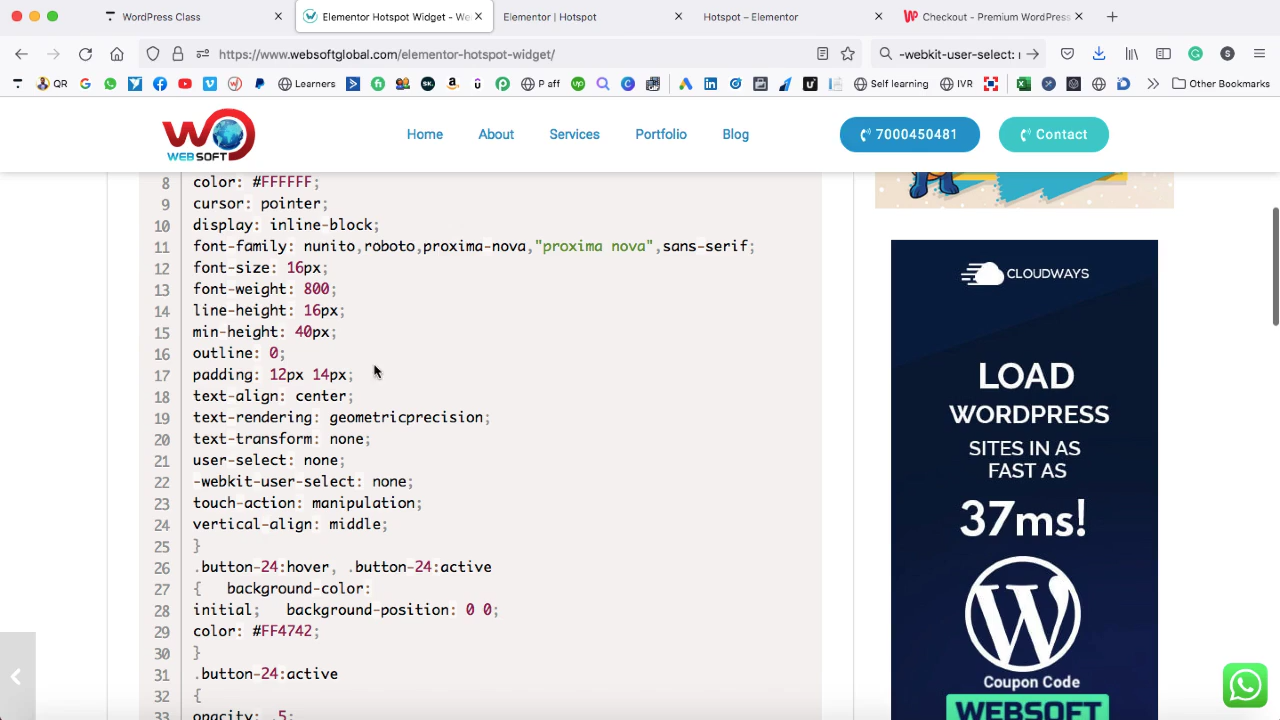 WordPress Class
Elementor Hotspot Widget - We
Elementor | Hotspot
Hotspot – Elementor
Checkout - Premium WordPress
https://www.websoftglobal.com/elementor-hotspot-widget/
-webkit-user-select:
QR
Learners
P aff
Self learning
IVR
Other Bookmarks
WEBSOFT
Home
About
Services
Portfolio
Blog
7000450481
Contact
8 color: #FFFFFF;
9 cursor: pointer;
10 display: inline-block;
11 font-family: nunito,roboto,proxima-nova,"proxima nova",sans-serif;
12 font-size: 16px;
13 font-weight: 800;
14 line-height: 16px;
15 min-height: 40px;
16 outline: 0;
17 padding: 12px 14px;
18 text-align: center;
19 text-rendering: geometricprecision;
20 text-transform: none;
21 user-select: none;
22 -webkit-user-select: none;
23 touch-action: manipulation;
24 vertical-align: middle;
25 }
26 .button-24:hover, .button-24:active
27 { background-color:
28 initial; background-position: 0 0;
29 color: #FF4742;
30 }
31 .button-24:active
32 {
33 opacity: .5;
CLOUDWAYS
LOAD
WORDPRESS
SITES IN AS
FAST AS
37ms!
Coupon Code
WEBSOFT